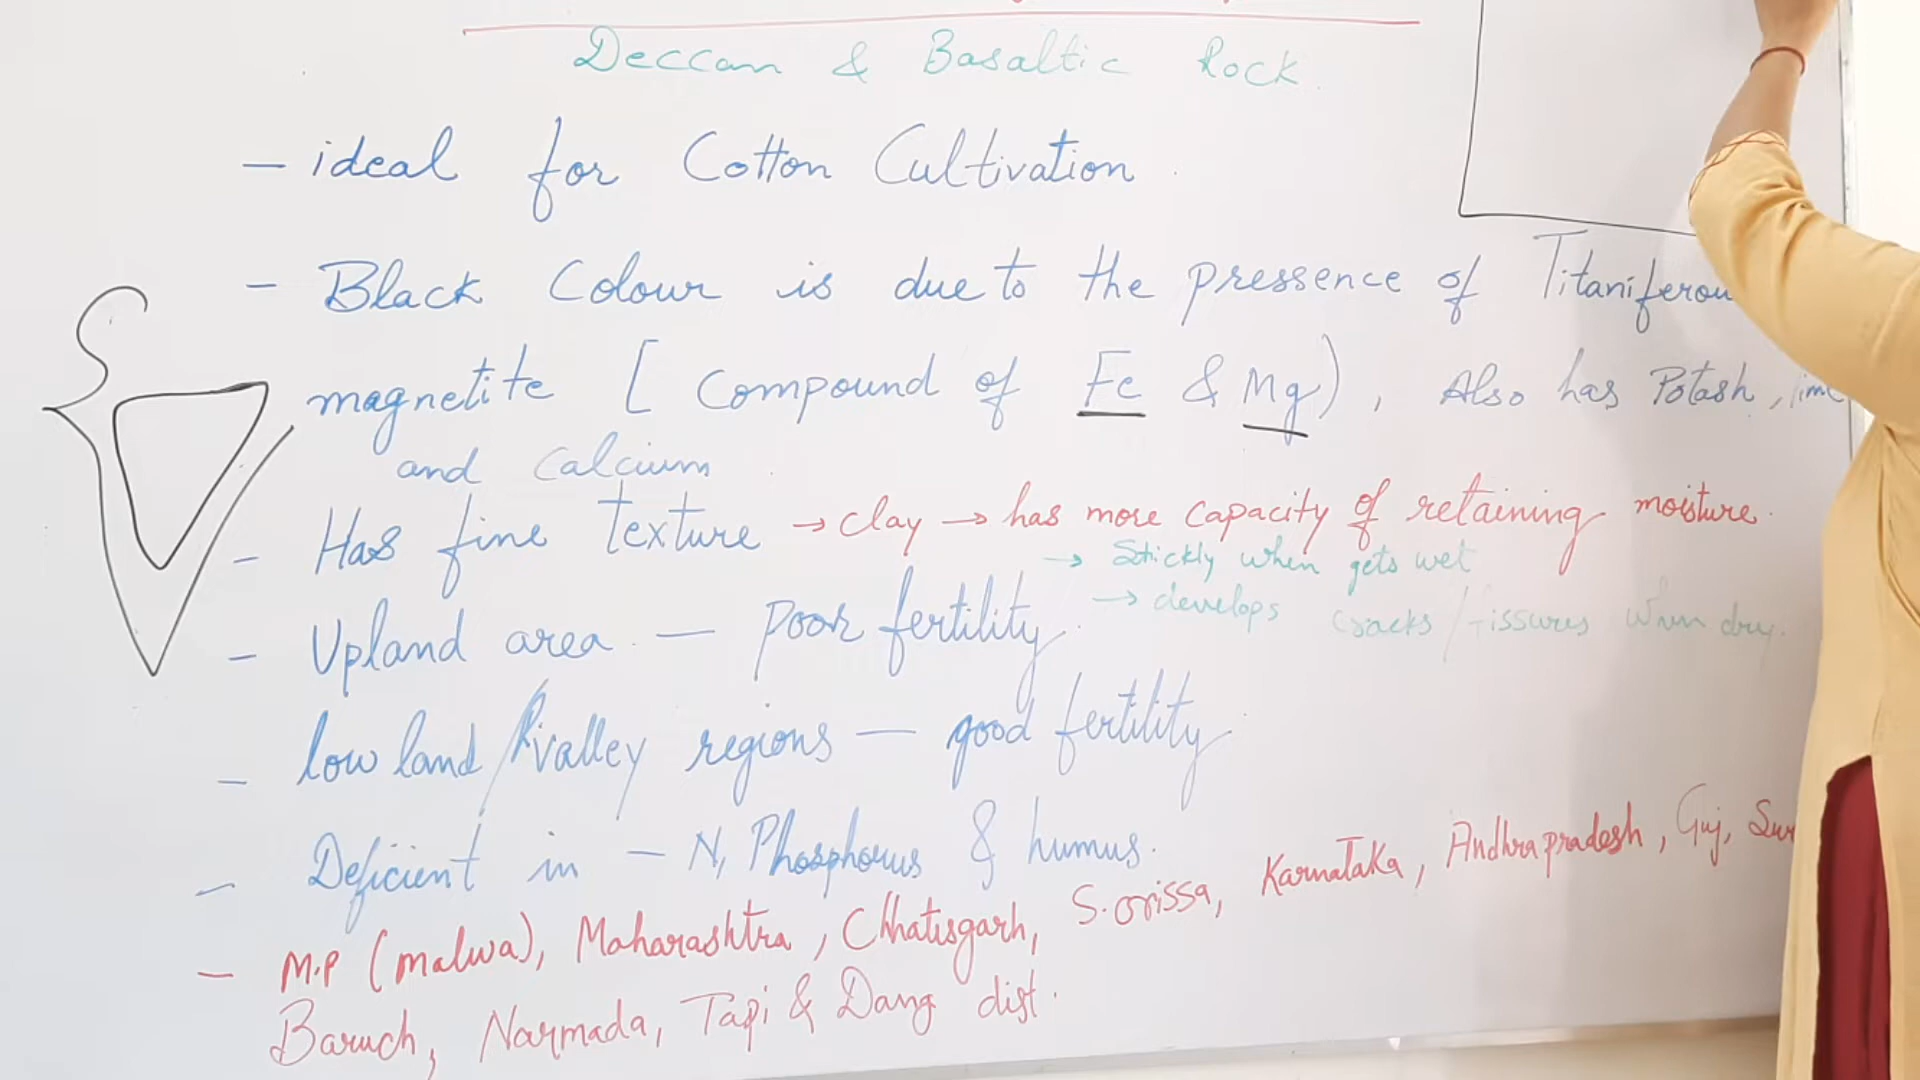 Deccan & Basaltic Rock
- ideal for Cotton Cultivation
- Black Colour is due to the pressence of Titaniferou
magnetite [ Compound of Fe & Mg), Also has Potash, lime
and Calcium
- Has fine Texture → clay → has more capacity of retaining moisture.
→ Stickly when gets wet
→ develops cracks/fissures when dry.
- Upland area — poor fertility
- low land / R.valley regions — good fertility
- Deficient in — N, Phosphorus & humus.
- M.P (malwa), Maharashtra, Chhatisgarh, S. orissa, Karnataka, Andhra pradesh, Guj, Sur
Baruch, Narmada, Tapi & Dang dist.